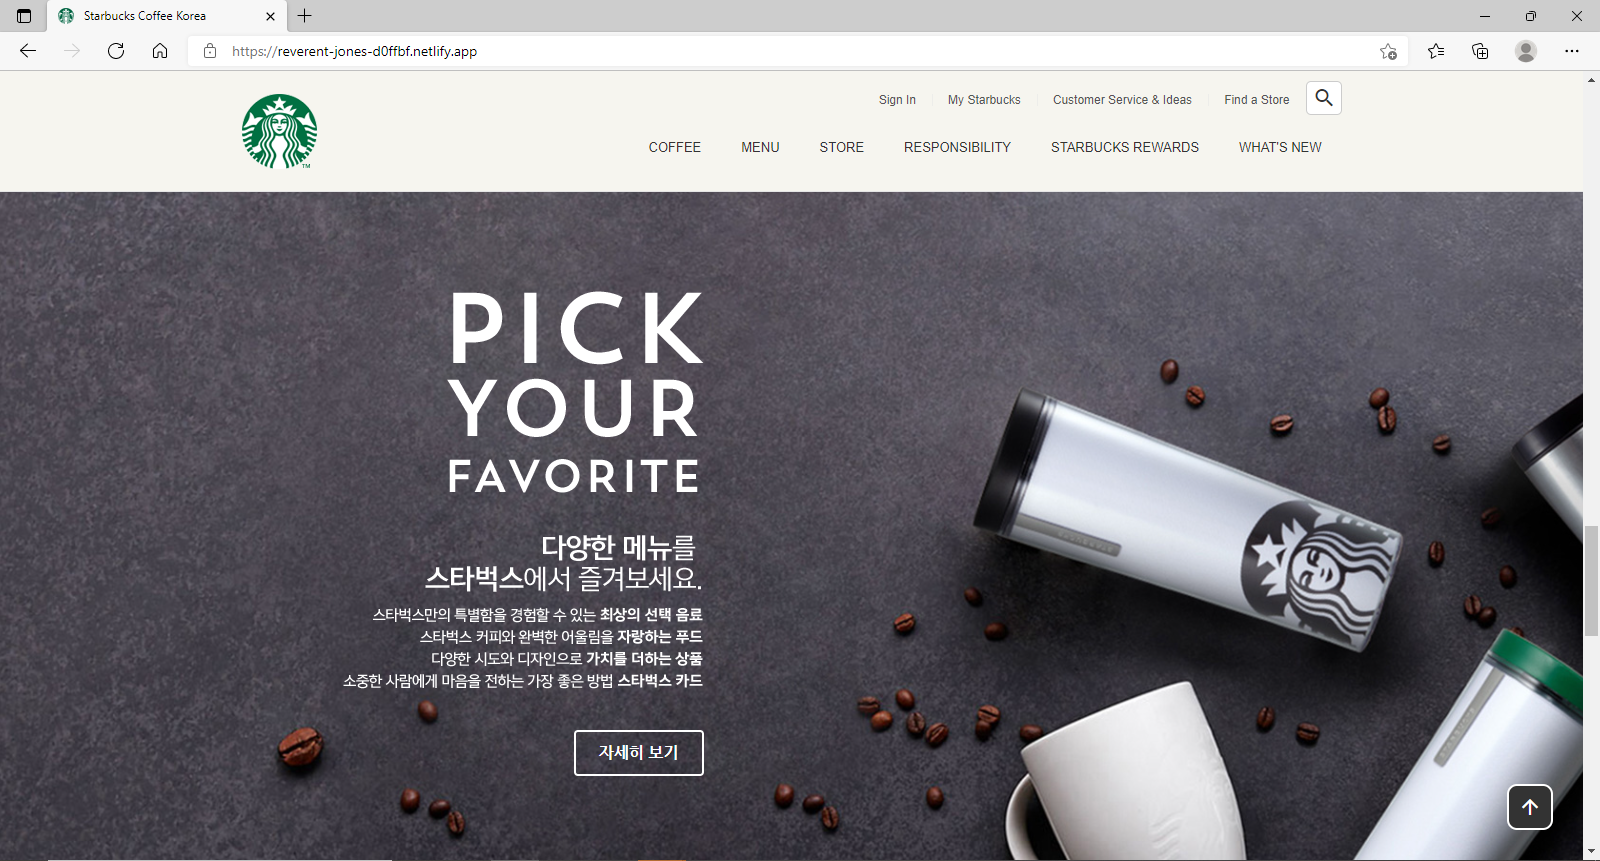 Starbucks Coffee Korea
https://reverent-jones-d0ffbf.netlify.app
Sign In
My Starbucks
Customer Service & Ideas
Find a Store
TM
COFFEE
MENU
STORE
RESPONSIBILITY
STARBUCKS REWARDS
WHAT'S NEW
PICK
YOUR
FAVORITE
다양한 메뉴를
스타벅스에서 즐겨보세요.
스타벅스만의 특별함을 경험할 수 있는 최상의 선택 음료
스타벅스 커피와 완벽한 어울림을 자랑하는 푸드
다양한 시도와 디자인으로 가치를 더하는 상품
소중한 사람에게 마음을 전하는 가장 좋은 방법 스타벅스 카드
자세히 보기